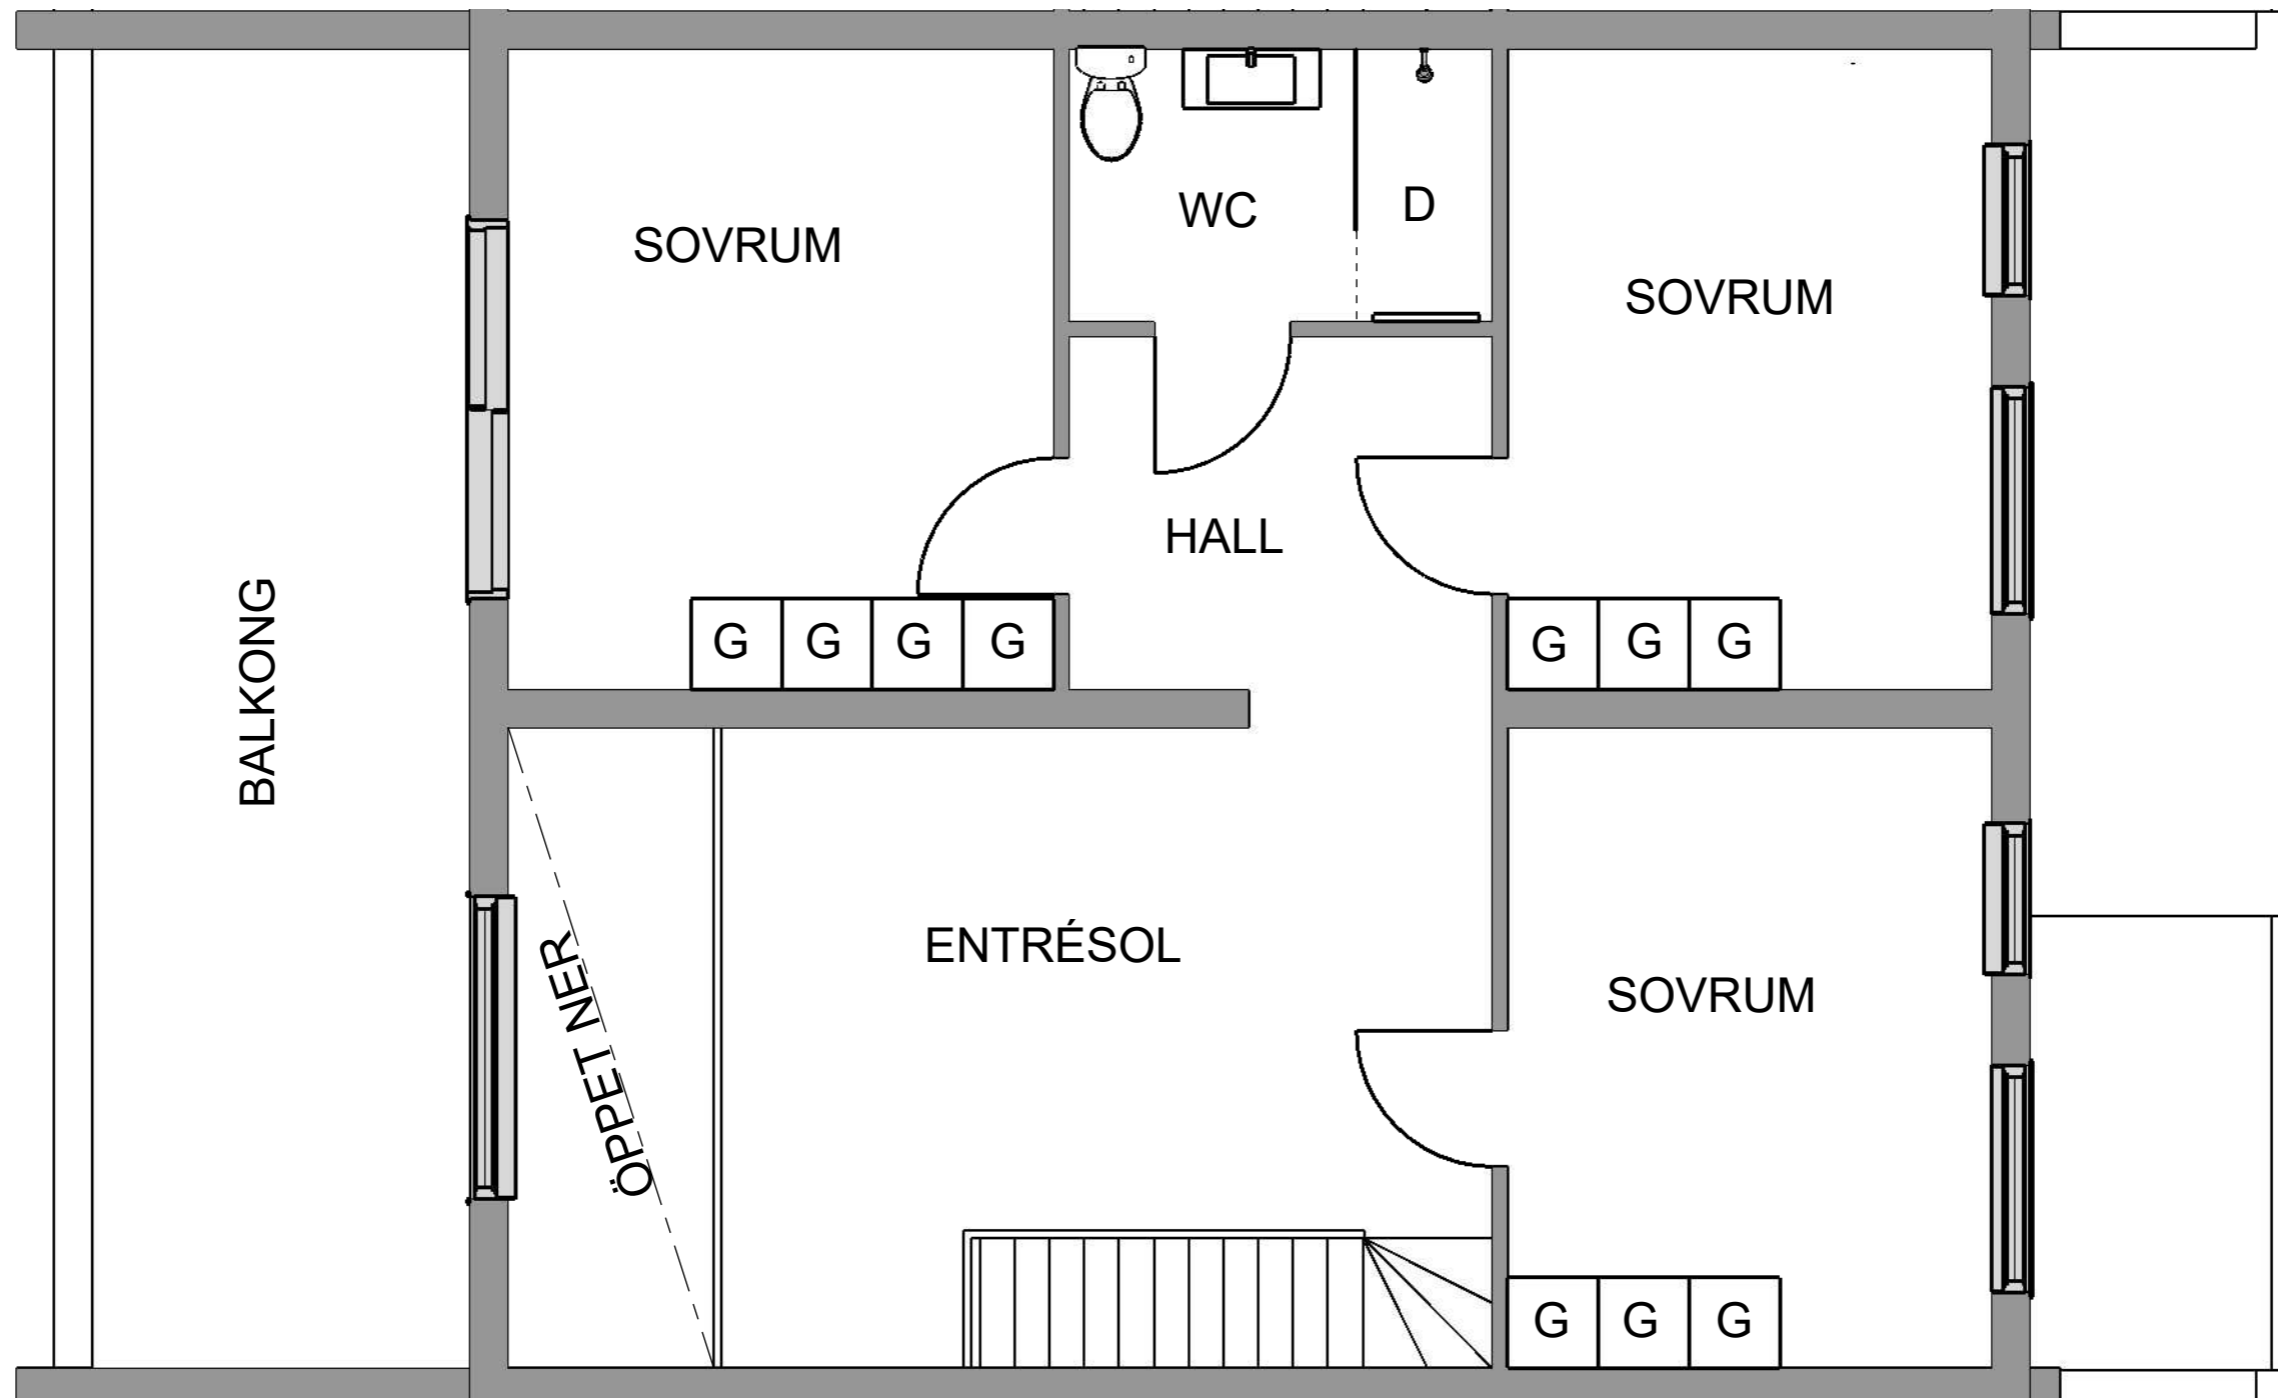 WC
D
SOVRUM
SOVRUM
HALL
G G G G
G G G
BALKONG
ENTRÉSOL
ÖPPET NER
SOVRUM
G G G